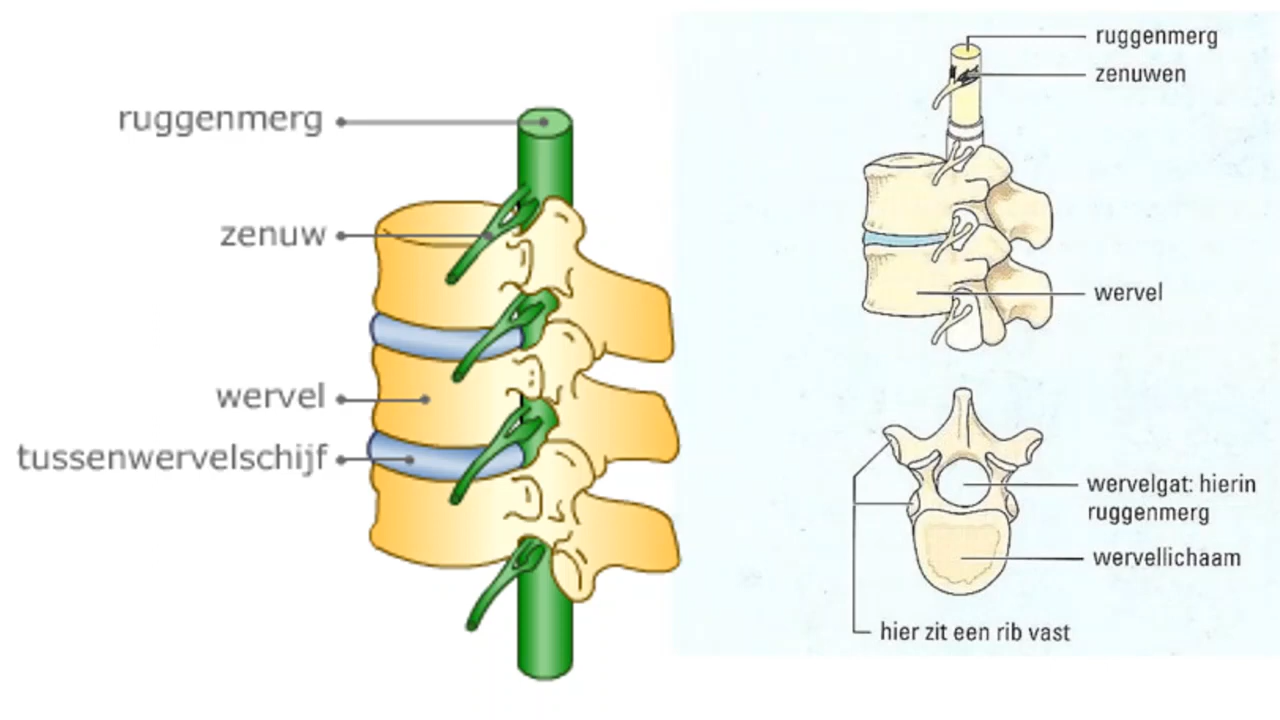 ruggenmerg
zenuw
wervel
tussenwervelschijf
ruggenmerg
zenuwen
wervel
wervelgat: hierin
ruggenmerg
wervellichaam
hier zit een rib vast